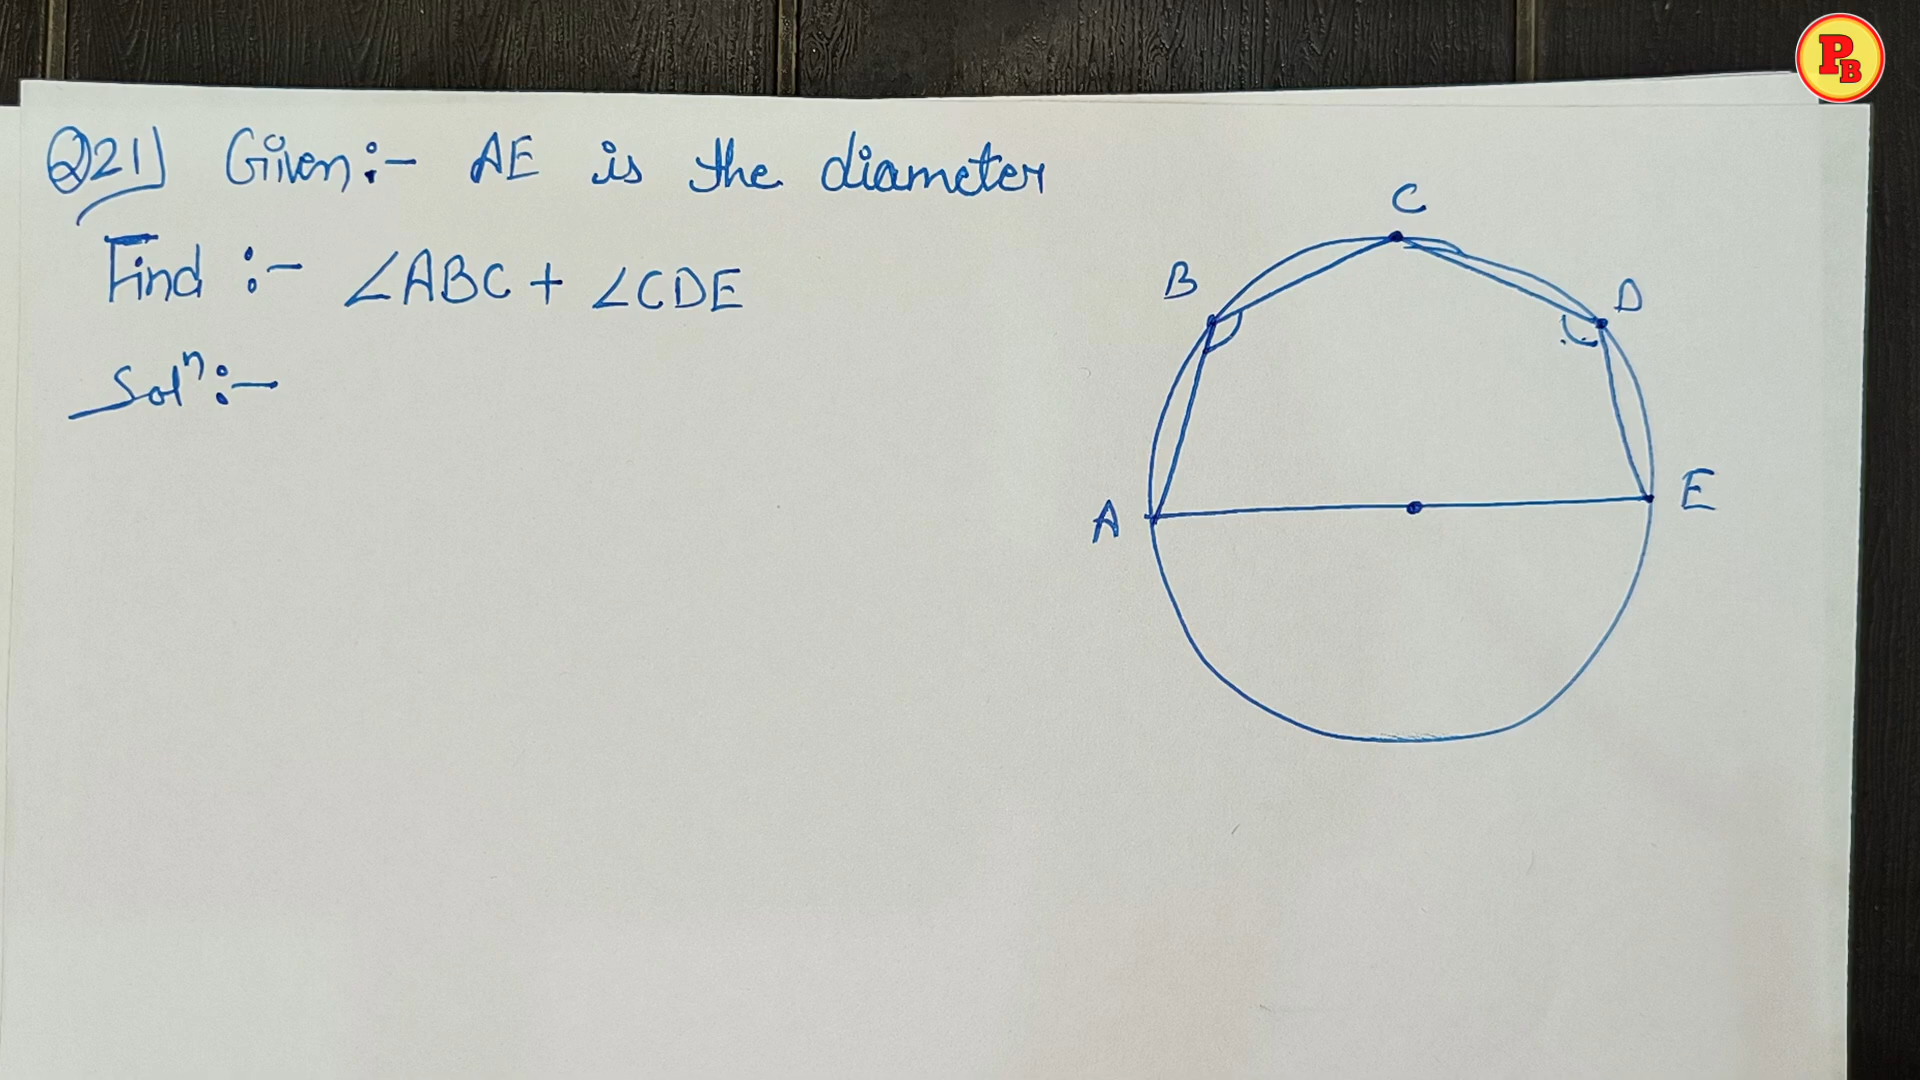 Q21) Given:- AE is the diameter
Find :- ∠ABC + ∠CDE
Solⁿ:-
C
B
D
A
E
PB